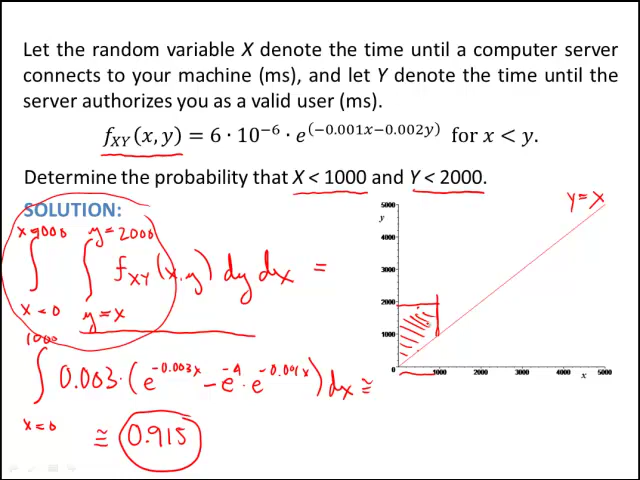 Let the random variable X denote the time until a computer server
connects to your machine (ms), and let Y denote the time until the
server authorizes you as a valid user (ms).
f_XY(x, y) = 6 · 10^−6 · e^(−0.001x−0.002y) for x < y.
Determine the probability that X < 1000 and Y < 2000.
SOLUTION:
∫_{x=0}^{x=1000} ∫_{y=x}^{y=2000} f_XY (x,y) dy dx =
∫_{x=0}^{1000} 0.003 · (e^{-0.003x} - e^{-4} · e^{-0.001x}) dx ≅
≅ 0.915
y = x
5000
y
4000
3000
2000
1000
0
1000 2000 3000 4000 5000
x